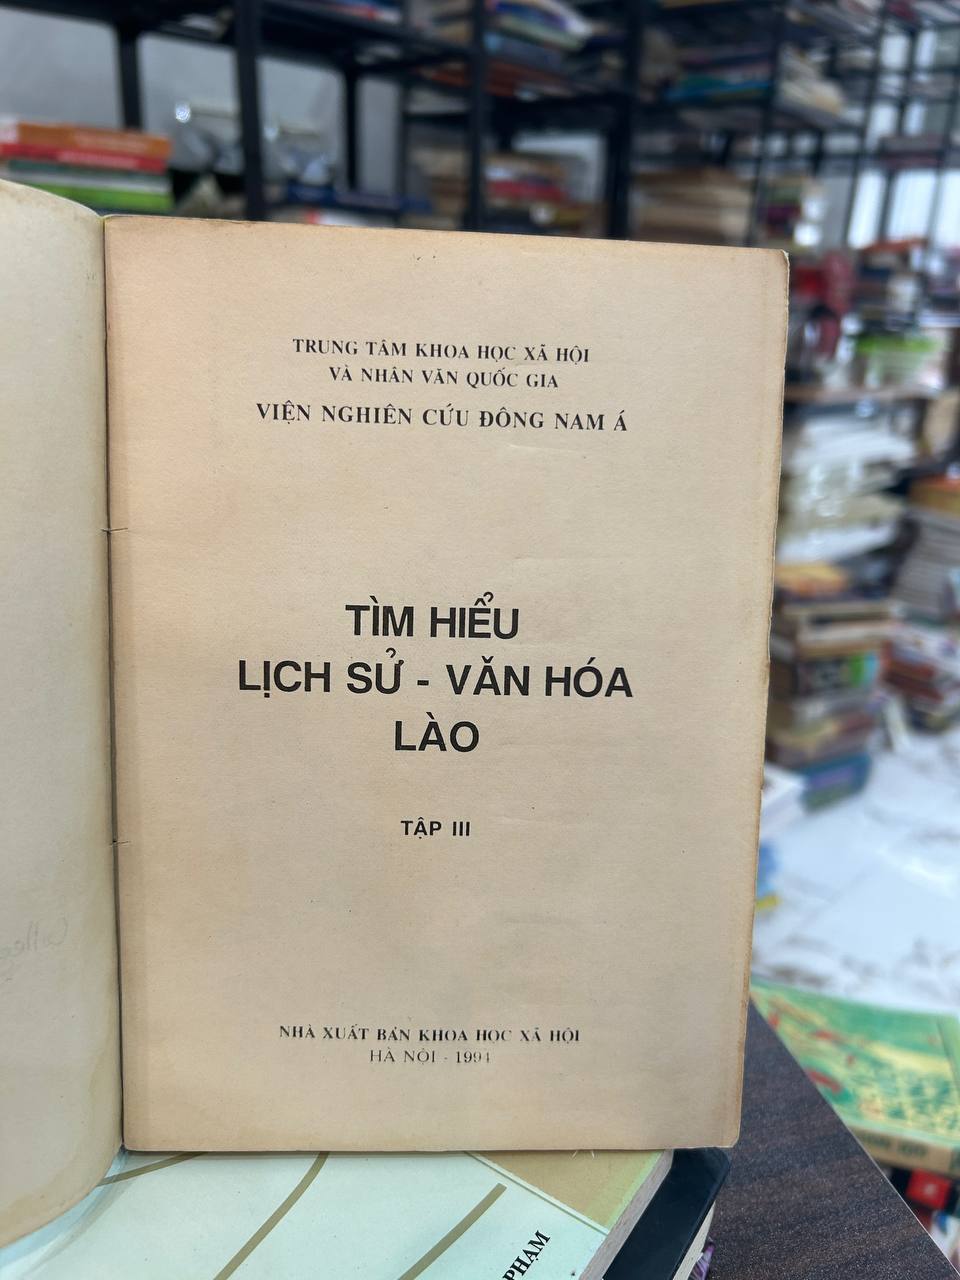 TRUNG TÂM KHOA HỌC XÃ HỘI
VÀ NHÂN VĂN QUỐC GIA
VIỆN NGHIÊN CỨU ĐÔNG NAM Á
TÌM HIỂU
LỊCH SỬ - VĂN HÓA
LÀO
TẬP III
NHÀ XUẤT BẢN KHOA HỌC XÃ HỘI
HÀ NỘI - 1994
PHẠM